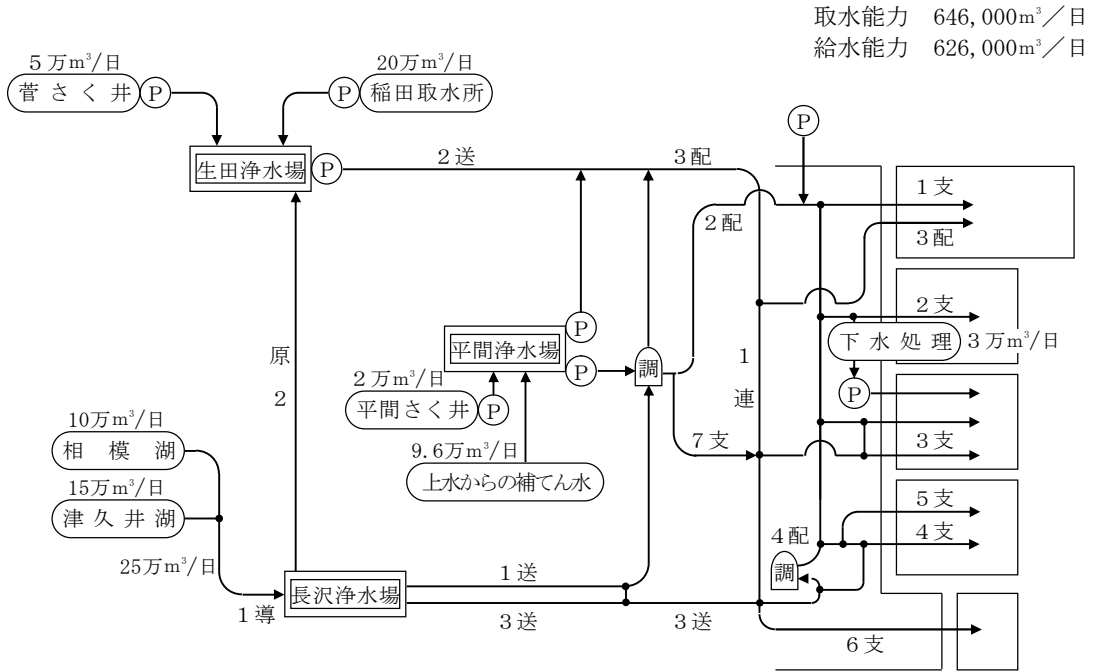 取水能力 646,000m³／日
給水能力 626,000m³／日
5万m³/日
菅さく井
P
20万m³/日
P
稲田取水所
P
生田浄水場
P
2送
3配
1支
2配
3配
2支
下水処理
3万m³/日
P
平間浄水場
P
P
調
原
2
1
連
2万m³/日
平間さく井
P
9.6万m³/日
上水からの補てん水
7支
3支
10万m³/日
相模湖
15万m³/日
津久井湖
25万m³/日
1導
長沢浄水場
1送
3送
3送
4配
調
5支
4支
6支